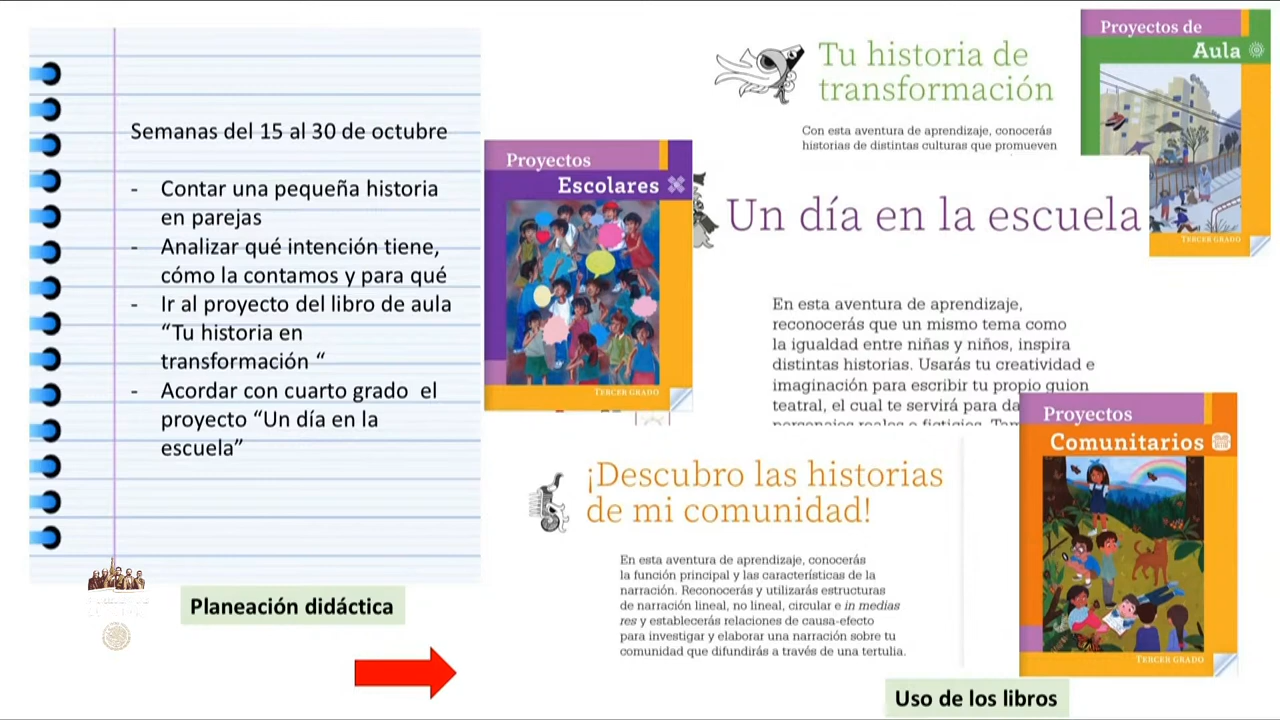 Semanas del 15 al 30 de octubre
- Contar una pequeña historia
en parejas
- Analizar qué intención tiene,
cómo la contamos y para qué
- Ir al proyecto del libro de aula
“Tu historia en
transformación “
- Acordar con cuarto grado el
proyecto “Un día en la
escuela”
Planeación didáctica
Tu historia de
transformación
Con esta aventura de aprendizaje, conocerás
historias de distintas culturas que promueven
Proyectos de
Aula
TERCER GRADO
Proyectos
Escolares
TERCER GRADO
Un día en la escuela
En esta aventura de aprendizaje,
reconocerás que un mismo tema como
la igualdad entre niñas y niños, inspira
distintas historias. Usarás tu creatividad e
imaginación para escribir tu propio guion
teatral, el cual te servirá para da
¡Descubro las historias
de mi comunidad!
En esta aventura de aprendizaje, conocerás
la función principal y las características de la
narración. Reconocerás y utilizarás estructuras
de narración lineal, no lineal, circular e in medias
res y establecerás relaciones de causa-efecto
para investigar y elaborar una narración sobre tu
comunidad que difundirás a través de una tertulia.
Proyectos
Comunitarios
TERCER GRADO
Uso de los libros